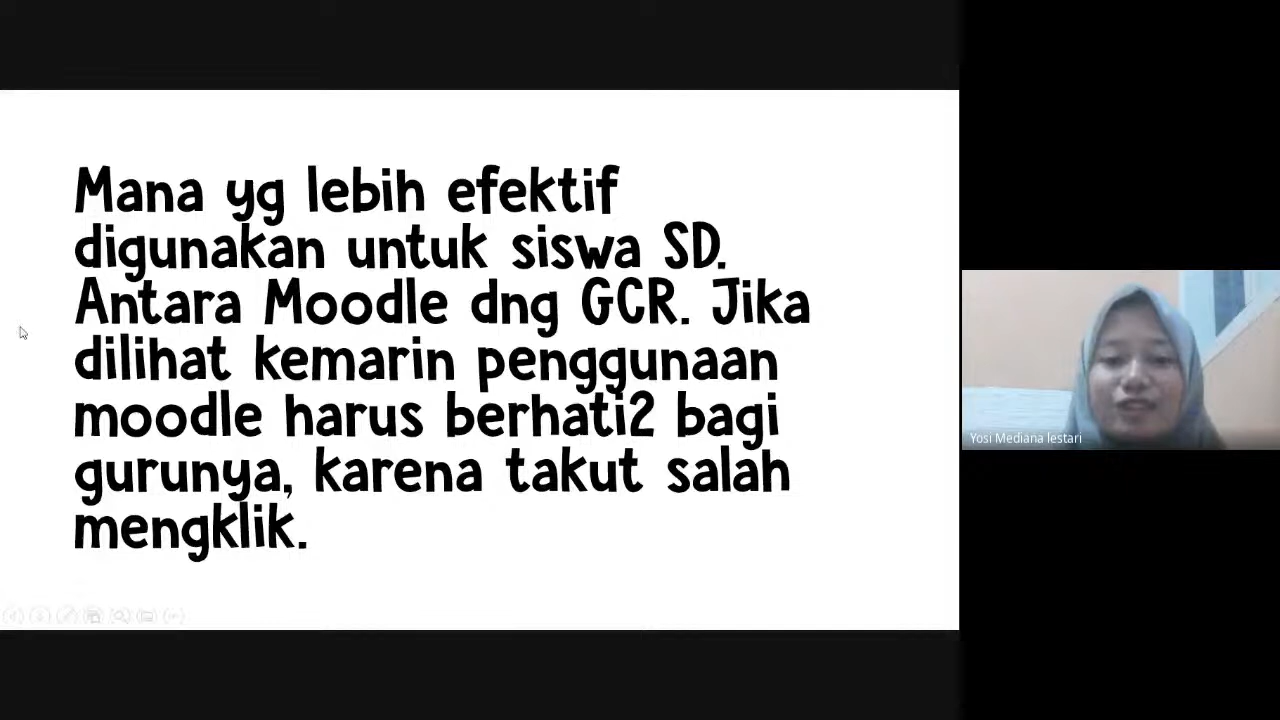 Mana yg lebih efektif
digunakan untuk siswa SD.
Antara Moodle dng GCR. Jika
dilihat kemarin penggunaan
moodle harus berhati2 bagi
gurunya, karena takut salah
mengklik.
Yosi Mediana lestari